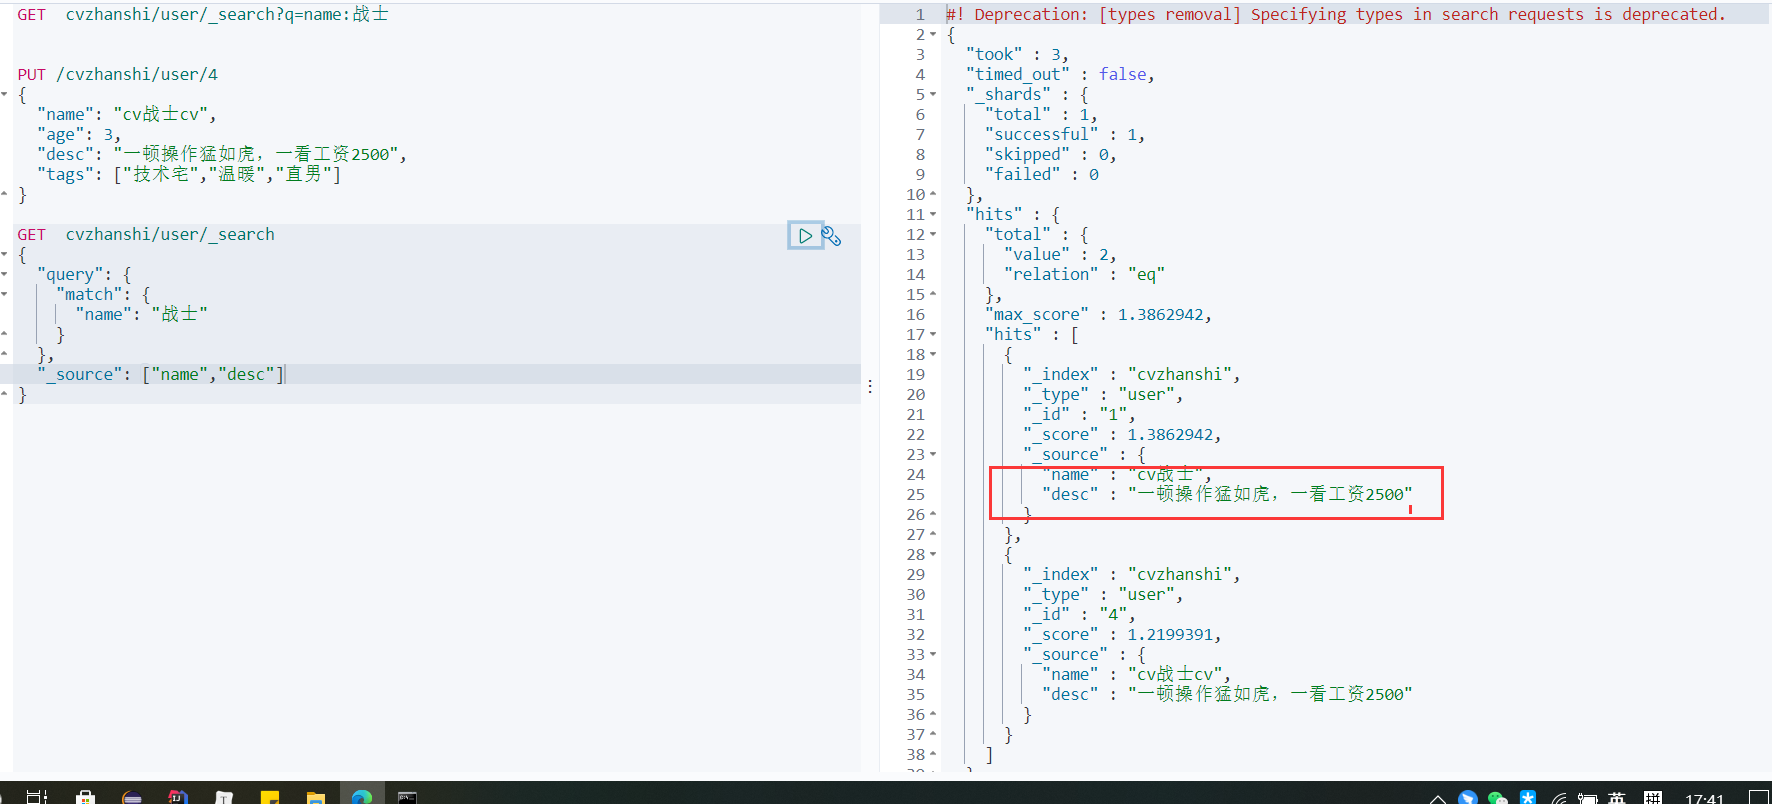 GET  cvzhanshi/user/_search?q=name:战士
PUT /cvzhanshi/user/4
{
"name": "cv战士cv",
"age": 3,
"desc": "一顿操作猛如虎，一看工资2500",
"tags": ["技术宅","温暖","直男"]
}
GET  cvzhanshi/user/_search
{
"query": {
"match": {
"name": "战士"
}
},
"_source": ["name","desc"]
}
1 #! Deprecation: [types removal] Specifying types in search requests is deprecated.
2 {
3 "took" : 3,
4 "timed_out" : false,
5 "_shards" : {
6 "total" : 1,
7 "successful" : 1,
8 "skipped" : 0,
9 "failed" : 0
10 },
11 "hits" : {
12 "total" : {
13 "value" : 2,
14 "relation" : "eq"
15 },
16 "max_score" : 1.3862942,
17 "hits" : [
18 {
19 "_index" : "cvzhanshi",
20 "_type" : "user",
21 "_id" : "1",
22 "_score" : 1.3862942,
23 "_source" : {
24 "name" : "cv战士",
25 "desc" : "一顿操作猛如虎，一看工资2500"
26 }
27 },
28 {
29 "_index" : "cvzhanshi",
30 "_type" : "user",
31 "_id" : "4",
32 "_score" : 1.2199391,
33 "_source" : {
34 "name" : "cv战士cv",
35 "desc" : "一顿操作猛如虎，一看工资2500"
36 }
37 }
38 ]
英 拼 17:41